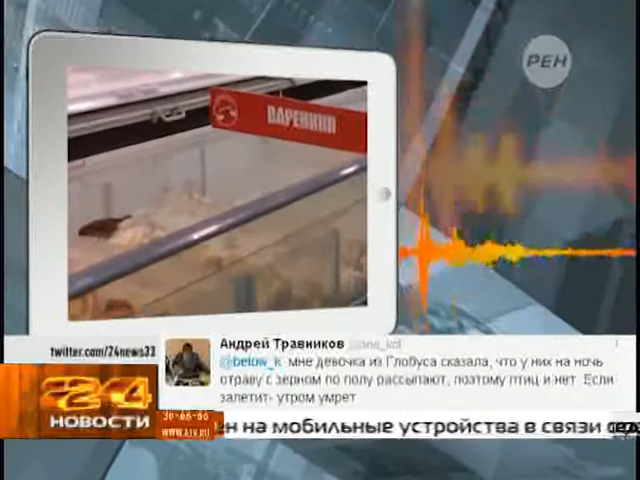 РЕН
ВАРЕНИКИ
twitter.com/24news33
Андрей Травников
@below_k мне девочка из Глобуса сказала, что у них на ночь
отраву с зерном по полу рассыпают, поэтому птиц и нет. Если
залетит- утром умрет
24
НОВОСТИ
ен на мобильные устройства в связи